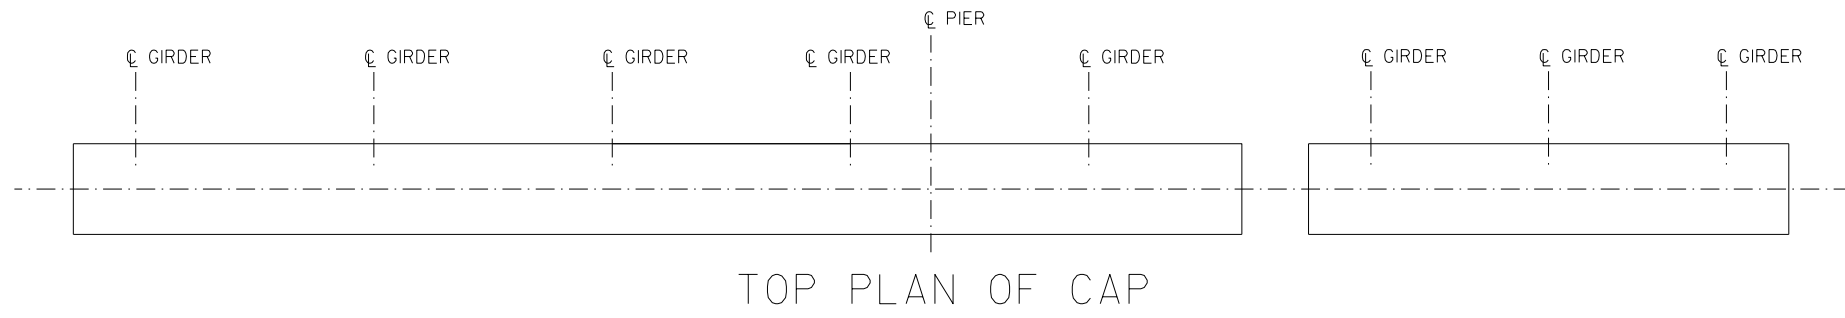 ℄ PIER
℄ GIRDER ℄ GIRDER ℄ GIRDER ℄ GIRDER ℄ GIRDER ℄ GIRDER ℄ GIRDER ℄ GIRDER
TOP PLAN OF CAP